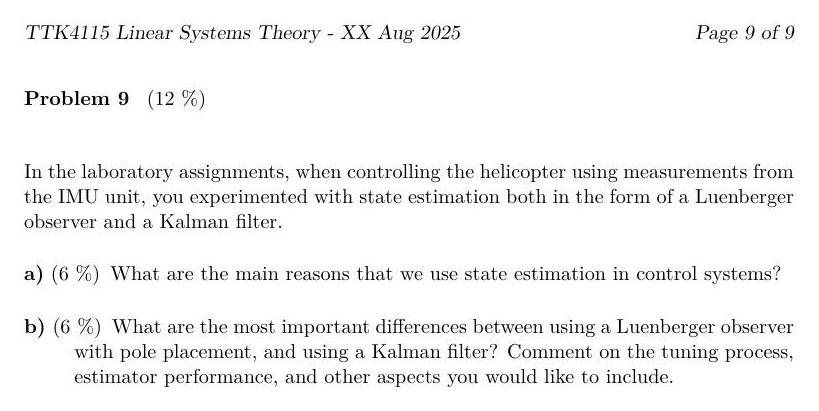 TTK4115 Linear Systems Theory - XX Aug 2025 Page 9 of 9
Problem 9 (12 %)
In the laboratory assignments, when controlling the helicopter using measurements from
the IMU unit, you experimented with state estimation both in the form of a Luenberger
observer and a Kalman filter.
a) (6 %) What are the main reasons that we use state estimation in control systems?
b) (6 %) What are the most important differences between using a Luenberger observer
with pole placement, and using a Kalman filter? Comment on the tuning process,
estimator performance, and other aspects you would like to include.